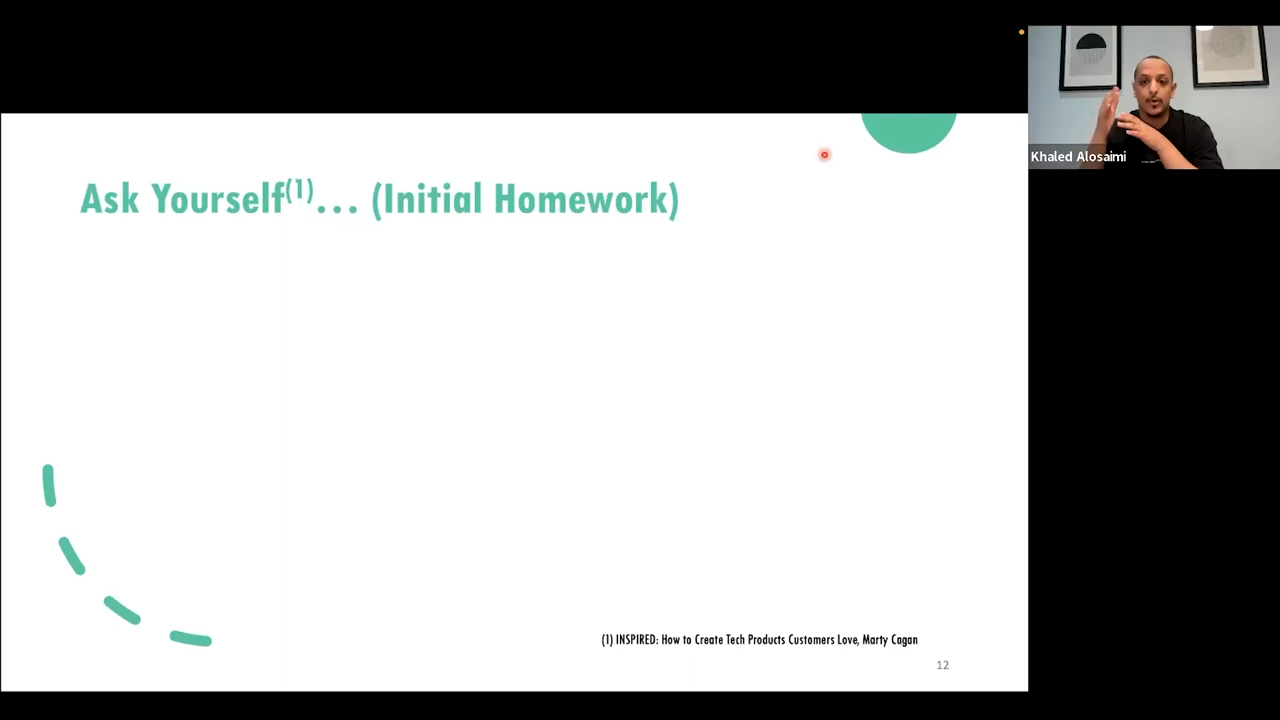 Khaled Alosaimi
Ask Yourself(1)... (Initial Homework)
(1) INSPIRED: How to Create Tech Products Customers Love, Marty Cagan
12